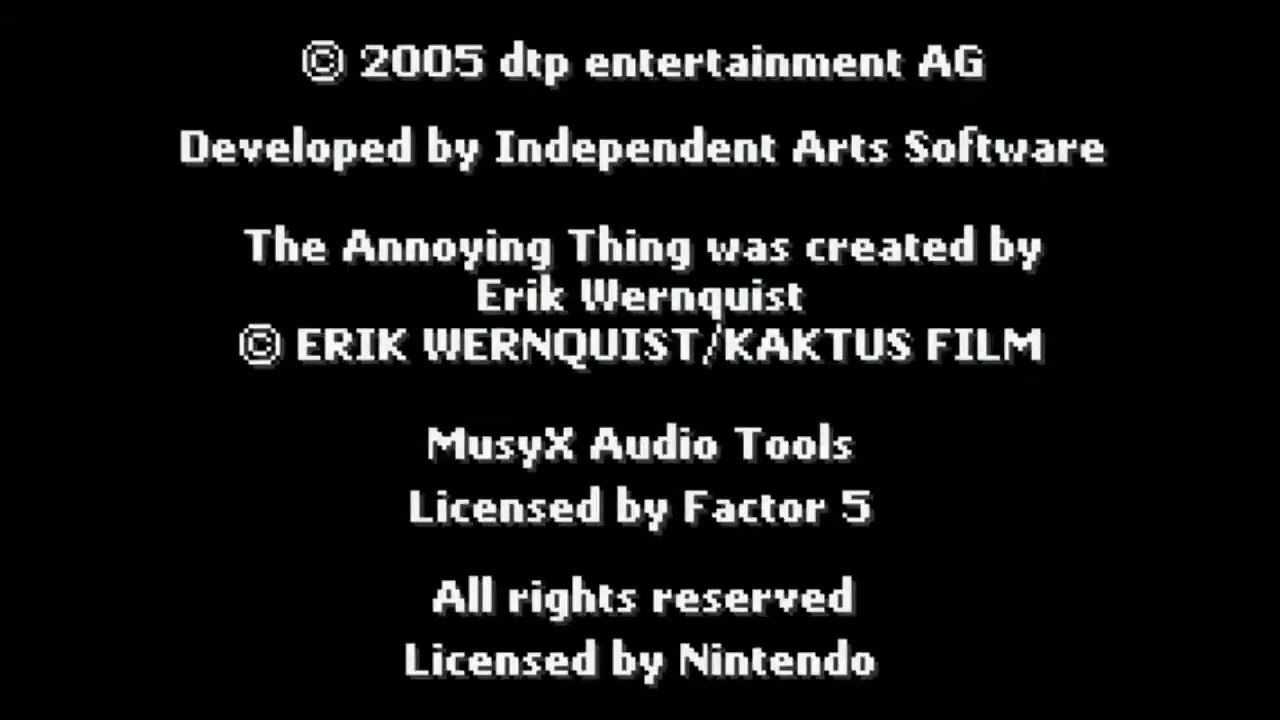 © 2005 dtp entertainment AG
Developed by Independent Arts Software
The Annoying Thing was created by
Erik Wernquist
© ERIK WERNQUIST/KAKTUS FILM
MusyX Audio Tools
Licensed by Factor 5
All rights reserved
Licensed by Nintendo